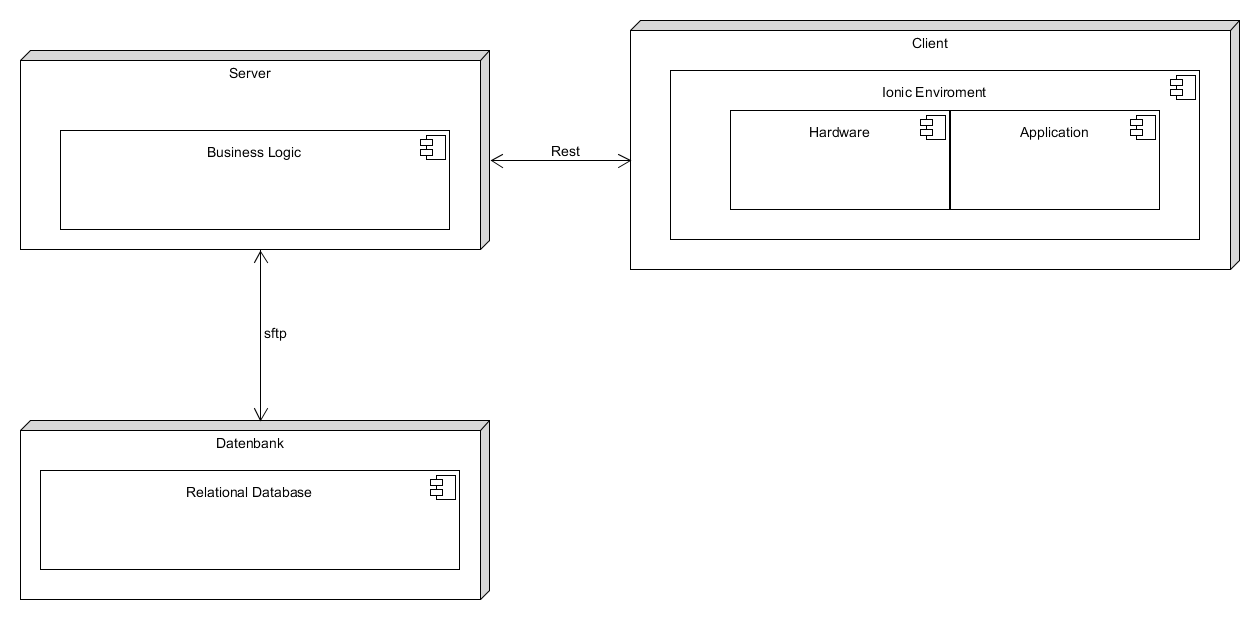 Server
Business Logic
Rest
Client
Ionic Enviroment
Hardware
Application
sftp
Datenbank
Relational Database